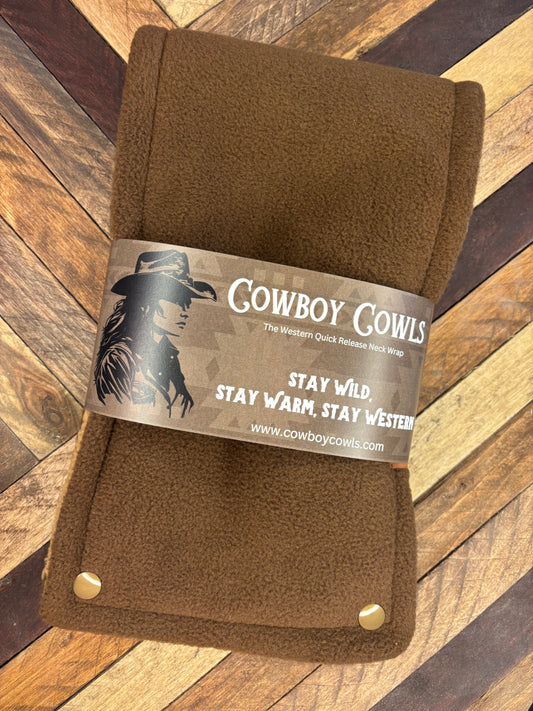 COWBOY COWLS
The Western Quick Release Neck Wrap
STAY WILD,
STAY WARM, STAY WESTERN
www.cowboycowls.com